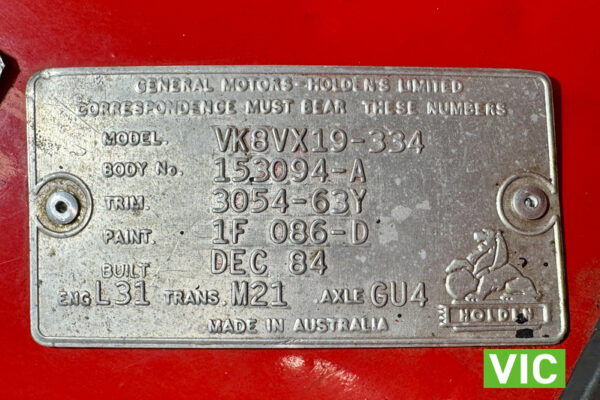 GENERAL MOTORS-HOLDEN'S LIMITED
CORRESPONDENCE MUST BEAR THESE NUMBERS
MODEL. VK8VX19-334
BODY No. 153094-A
TRIM. 3054-63Y
PAINT. 1F 086-D
BUILT DEC 84
ENG L31 TRANS. M21 AXLE GU4
HOLDEN
MADE IN AUSTRALIA
VIC